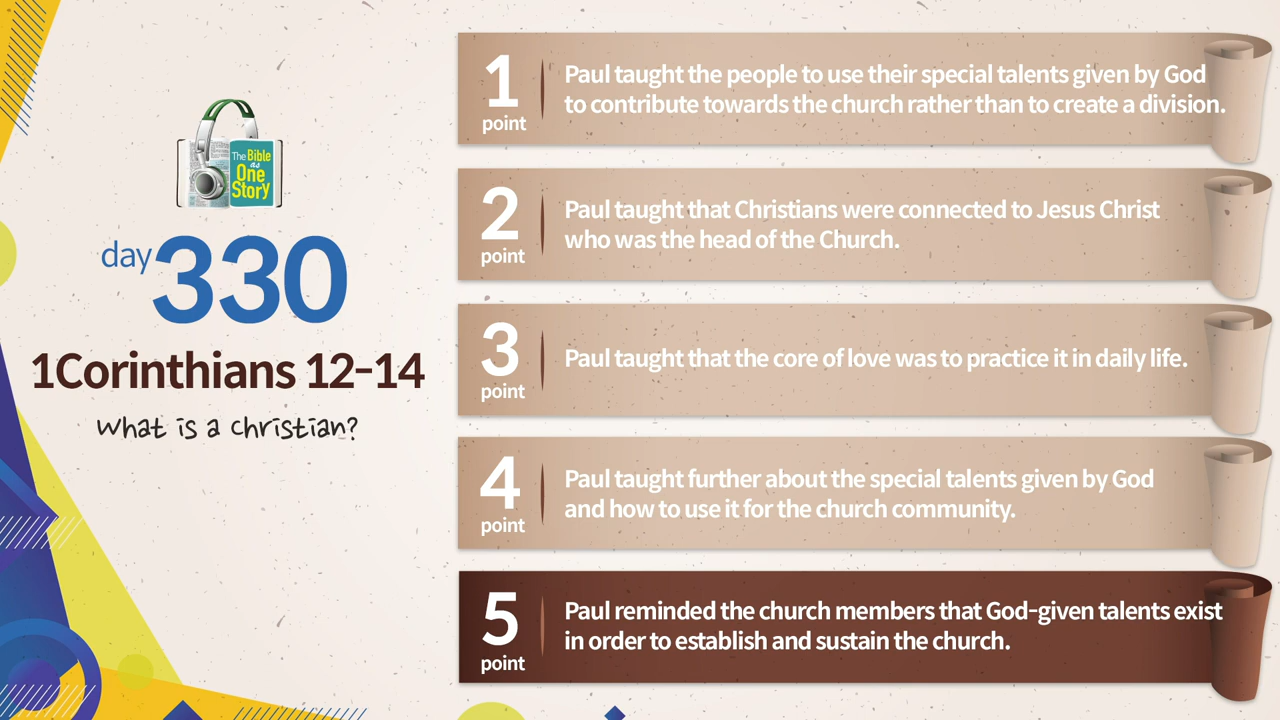 The Bible
as
One
Story
day330
1Corinthians 12-14
What is a Christian?
1
point
Paul taught the people to use their special talents given by God
to contribute towards the church rather than to create a division.
2
point
Paul taught that Christians were connected to Jesus Christ
who was the head of the Church.
3
point
Paul taught that the core of love was to practice it in daily life.
4
point
Paul taught further about the special talents given by God
and how to use it for the church community.
5
point
Paul reminded the church members that God-given talents exist
in order to establish and sustain the church.